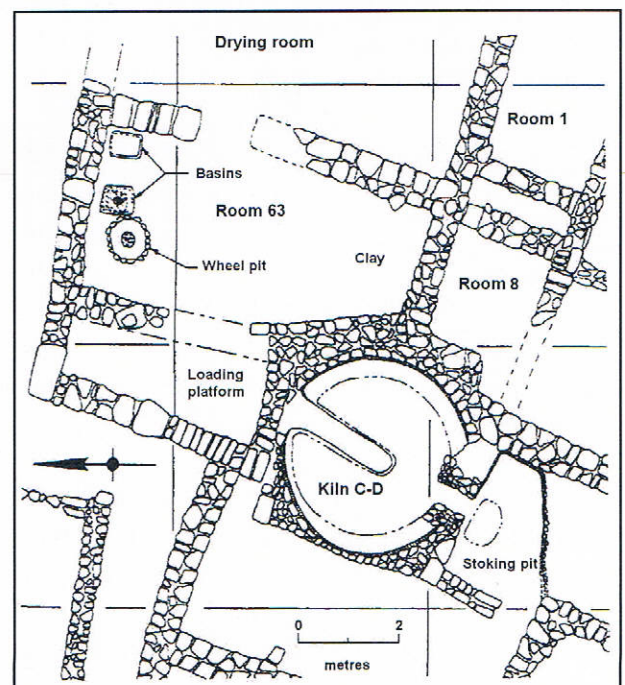 Drying room
Room 1
Basins
Room 63
Wheel pit
Clay
Room 8
Loading
platform
Kiln C-D
Stoking pit
0 2
metres